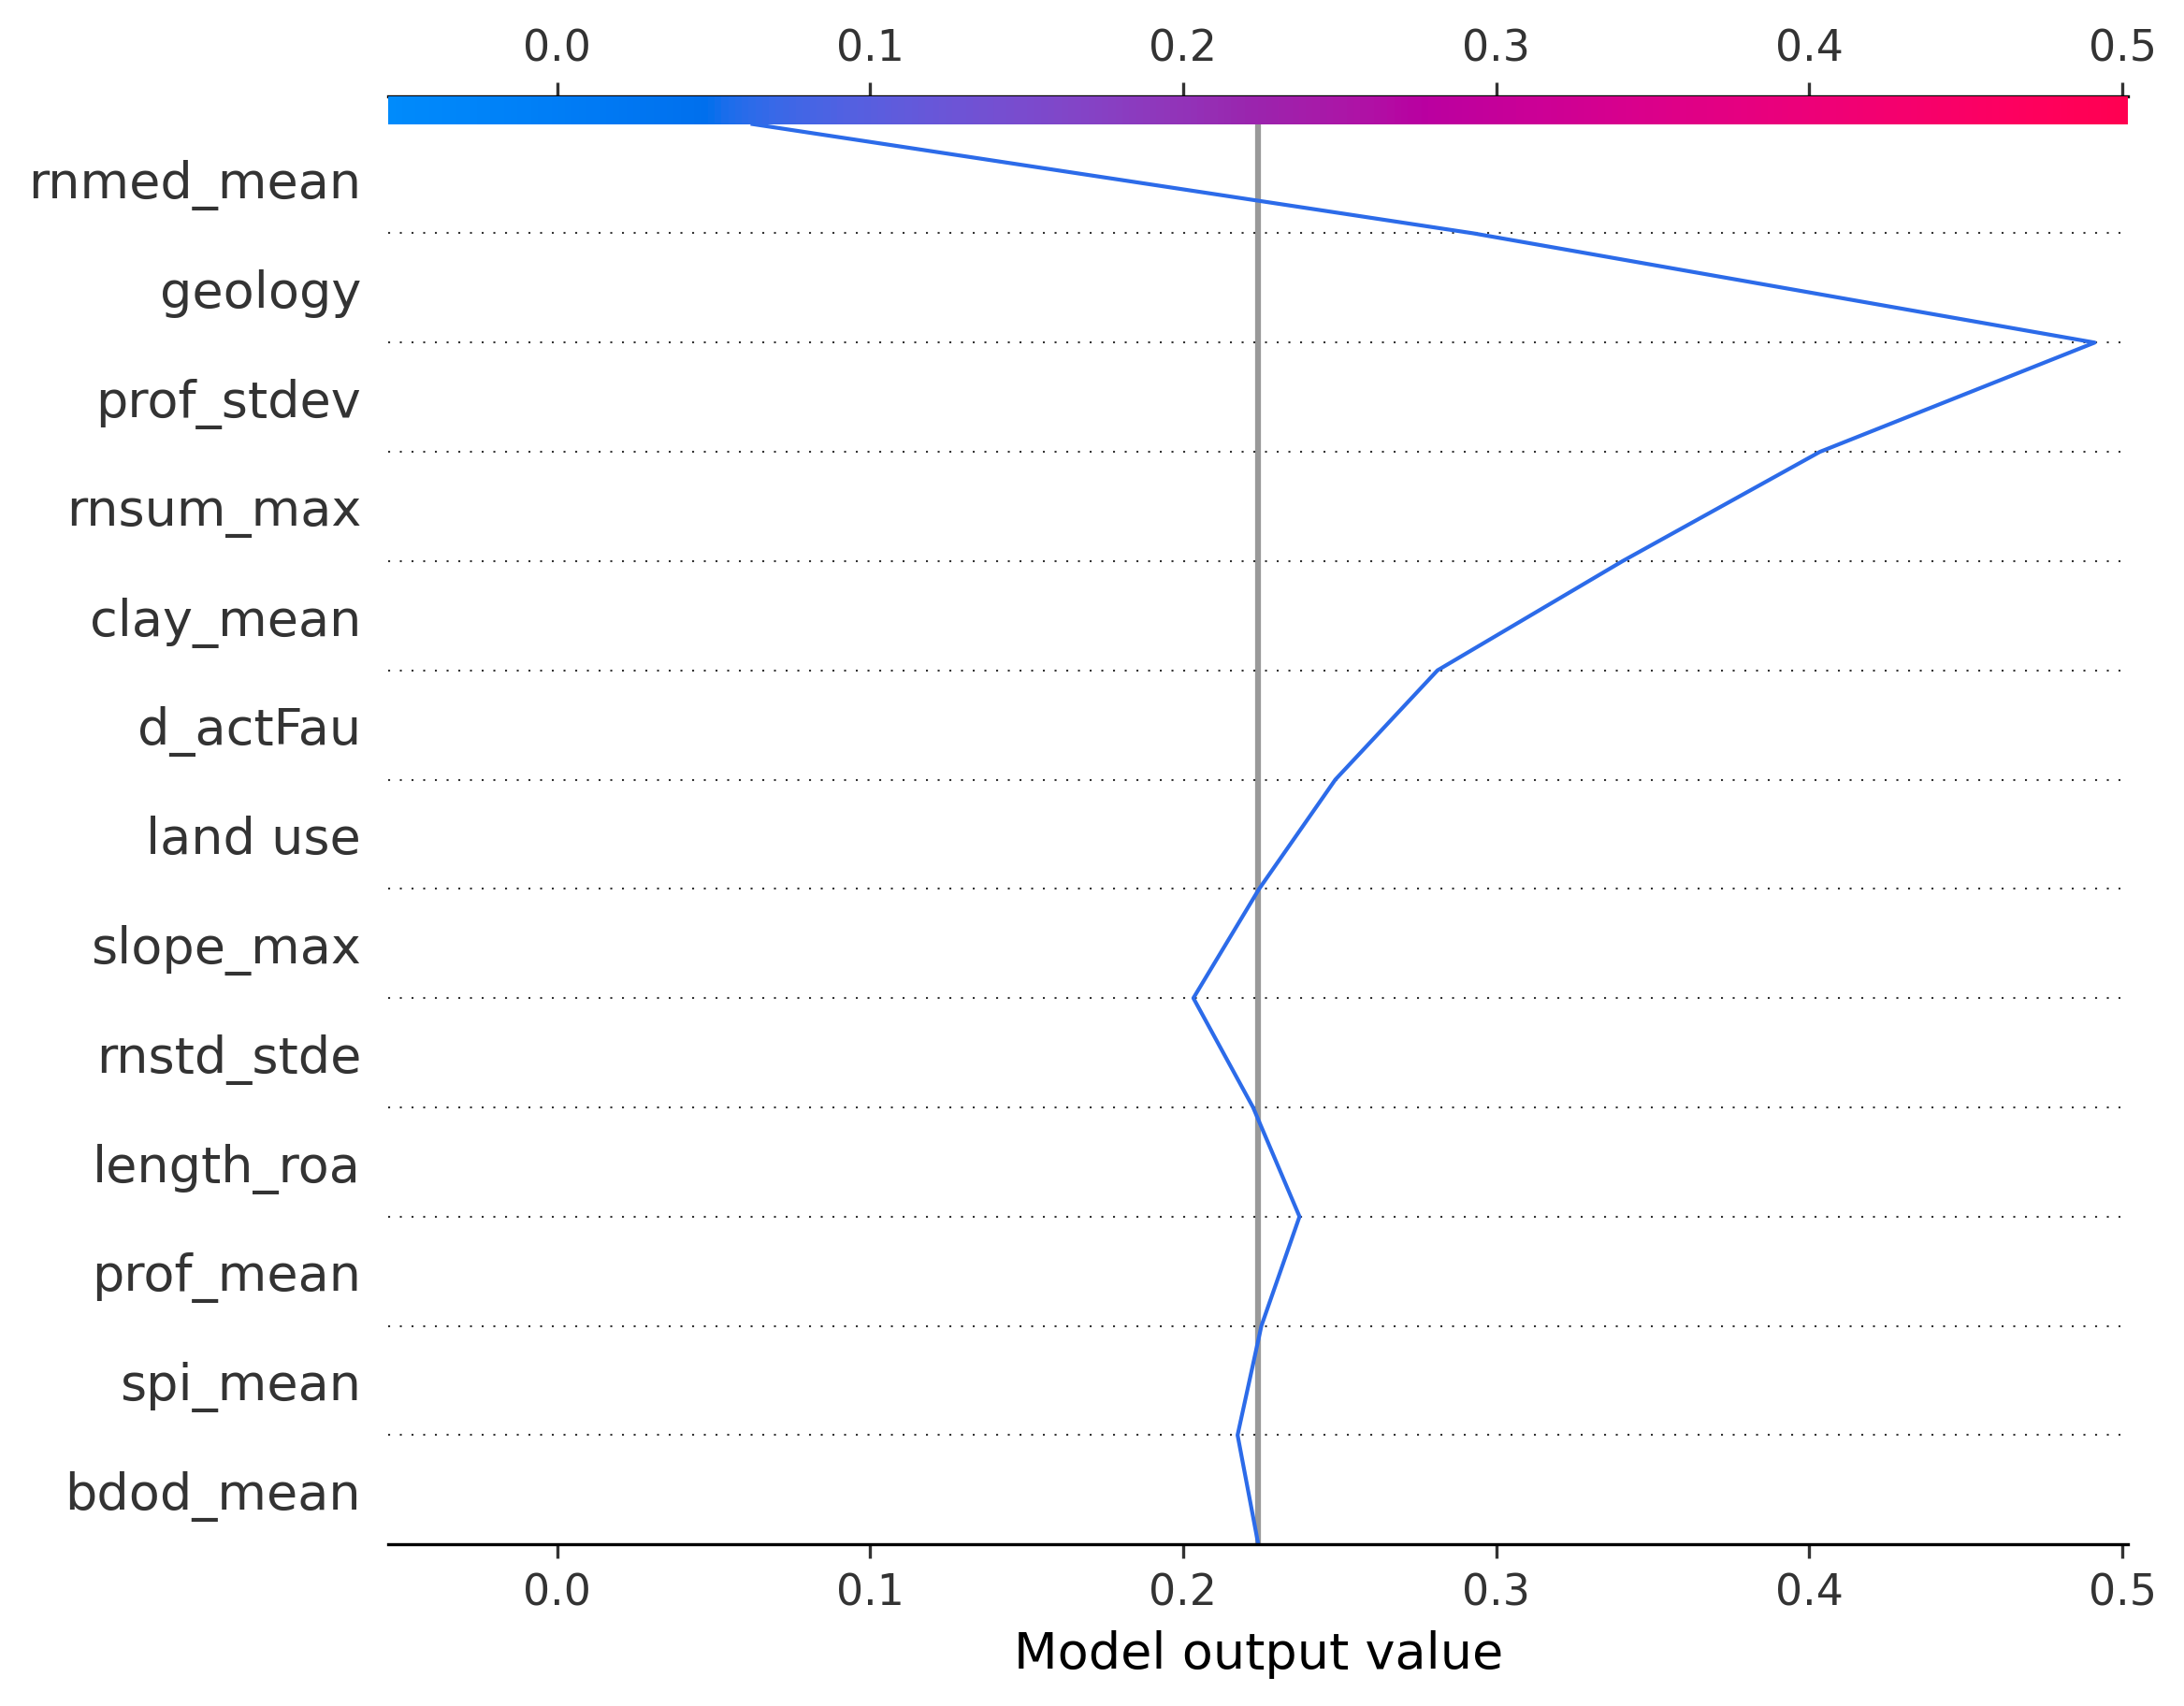 0.0 0.1 0.2 0.3 0.4 0.5
rnmed_mean
geology
prof_stdev
rnsum_max
clay_mean
d_actFau
land use
slope_max
rnstd_stde
length_roa
prof_mean
spi_mean
bdod_mean
0.0 0.1 0.2 0.3 0.4 0.5
Model output value